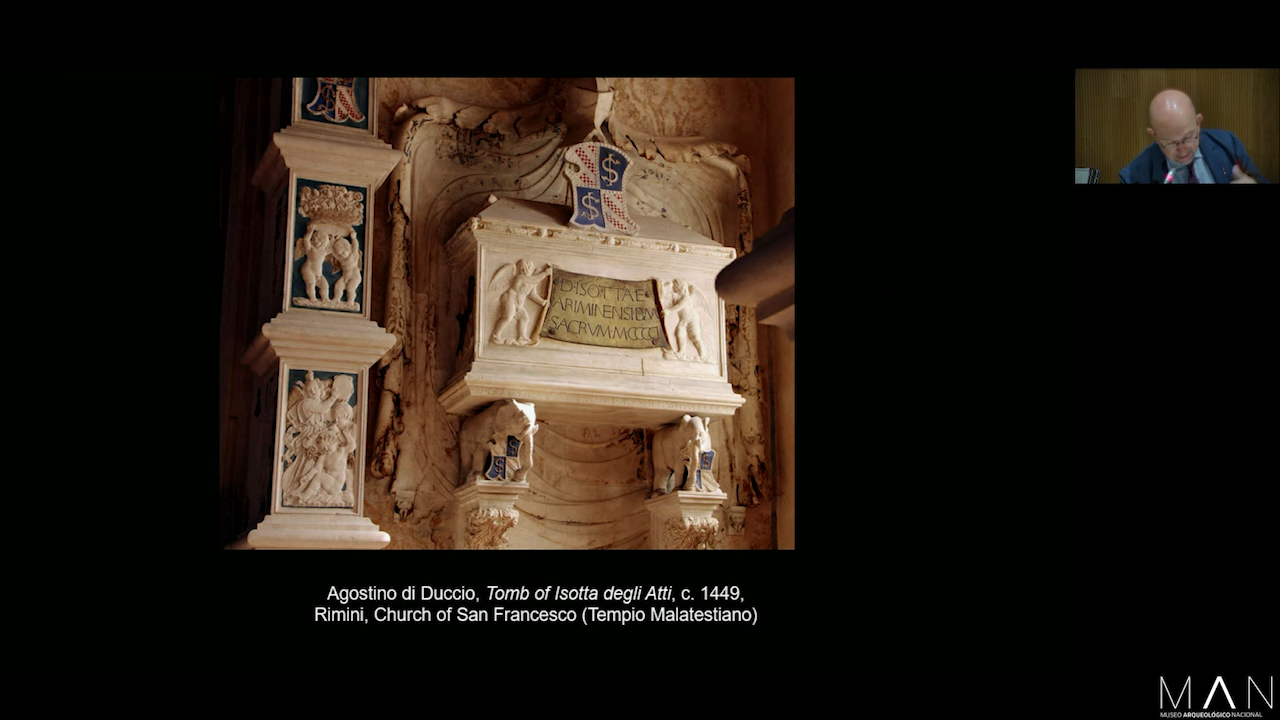 D·ISOTTAE
ARIMINENSI·B·M
SACRVM·MCCCC
Agostino di Duccio, Tomb of Isotta degli Atti, c. 1449,
Rimini, Church of San Francesco (Tempio Malatestiano)
MAN
MUSEO ARQUEOLÓGICO NACIONAL